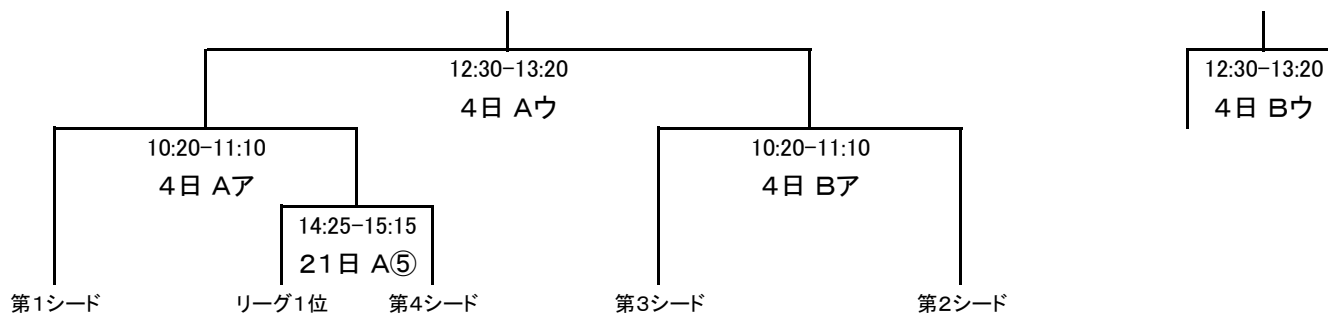 12:30-13:20
4日 Aウ
12:30-13:20
4日 Bウ
10:20-11:10
4日 Aア
10:20-11:10
4日 Bア
14:25-15:15
21日 A⑤
第1シード
リーグ1位
第4シード
第3シード
第2シード